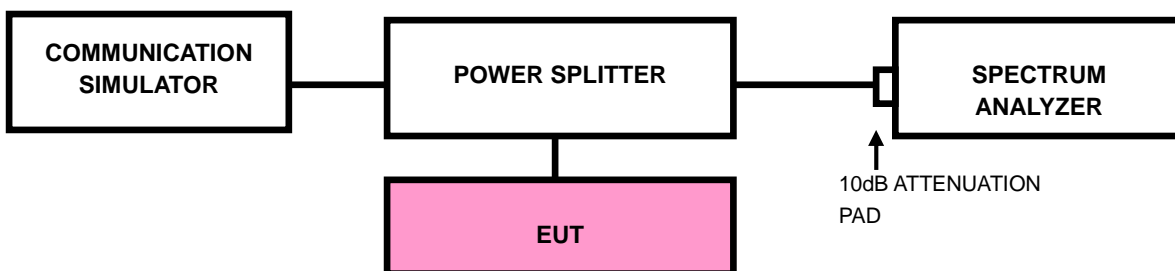 COMMUNICATION
SIMULATOR
POWER SPLITTER
SPECTRUM
ANALYZER
10dB ATTENUATION
PAD
EUT